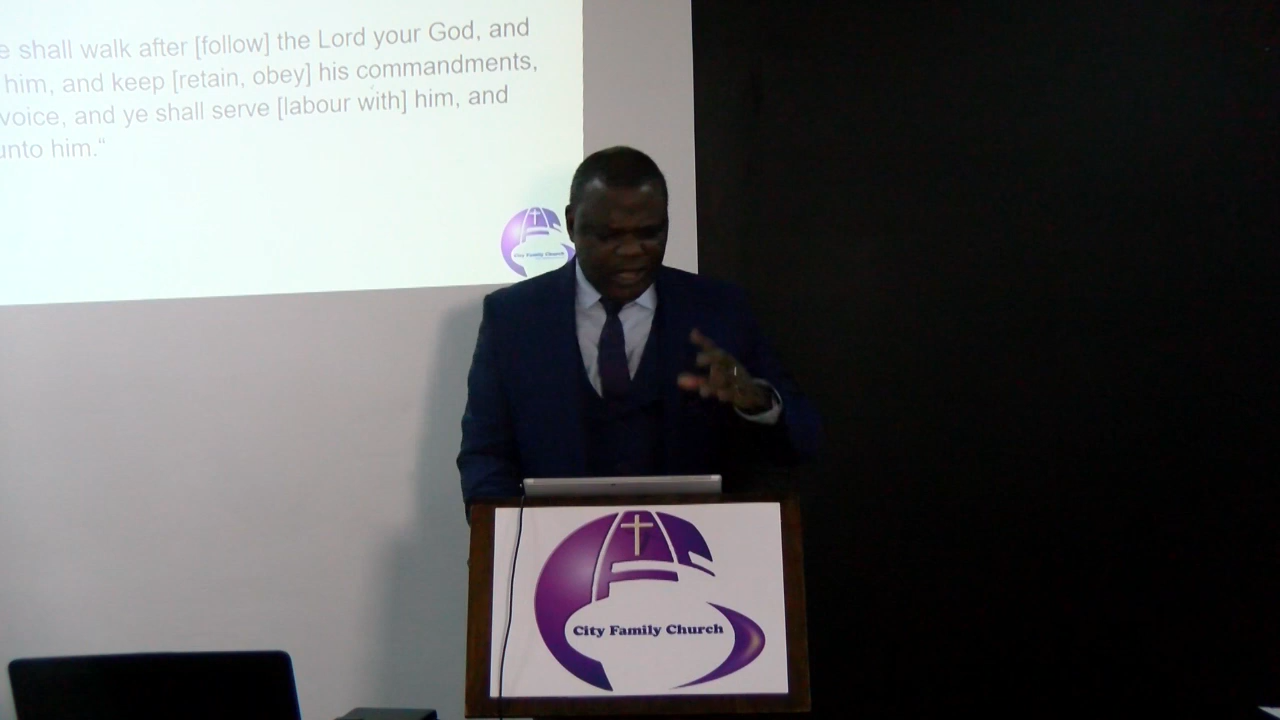 shall walk after [follow] the Lord your God, and
him, and keep [retain, obey] his commandments,
voice, and ye shall serve [labour with] him, and
unto him.“
City Family Church
City Family Church